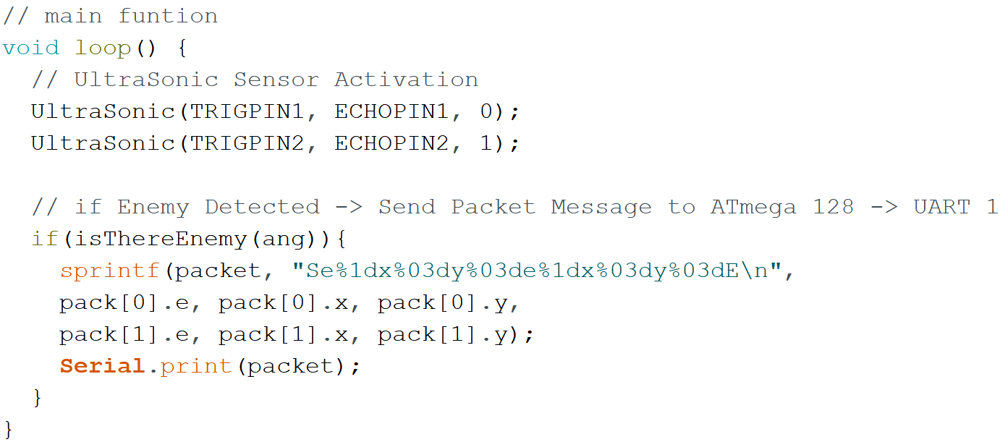 // main funtion
void loop() {
  // UltraSonic Sensor Activation
  UltraSonic(TRIGPIN1, ECHOPIN1, 0);
  UltraSonic(TRIGPIN2, ECHOPIN2, 1);

  // if Enemy Detected -> Send Packet Message to ATmega 128 -> UART 1
  if(isThereEnemy(ang)){
    sprintf(packet, "Se%1dx%03dy%03de%1dx%03dy%03dE\n",
    pack[0].e, pack[0].x, pack[0].y,
    pack[1].e, pack[1].x, pack[1].y);
    Serial.print(packet);
  }
}